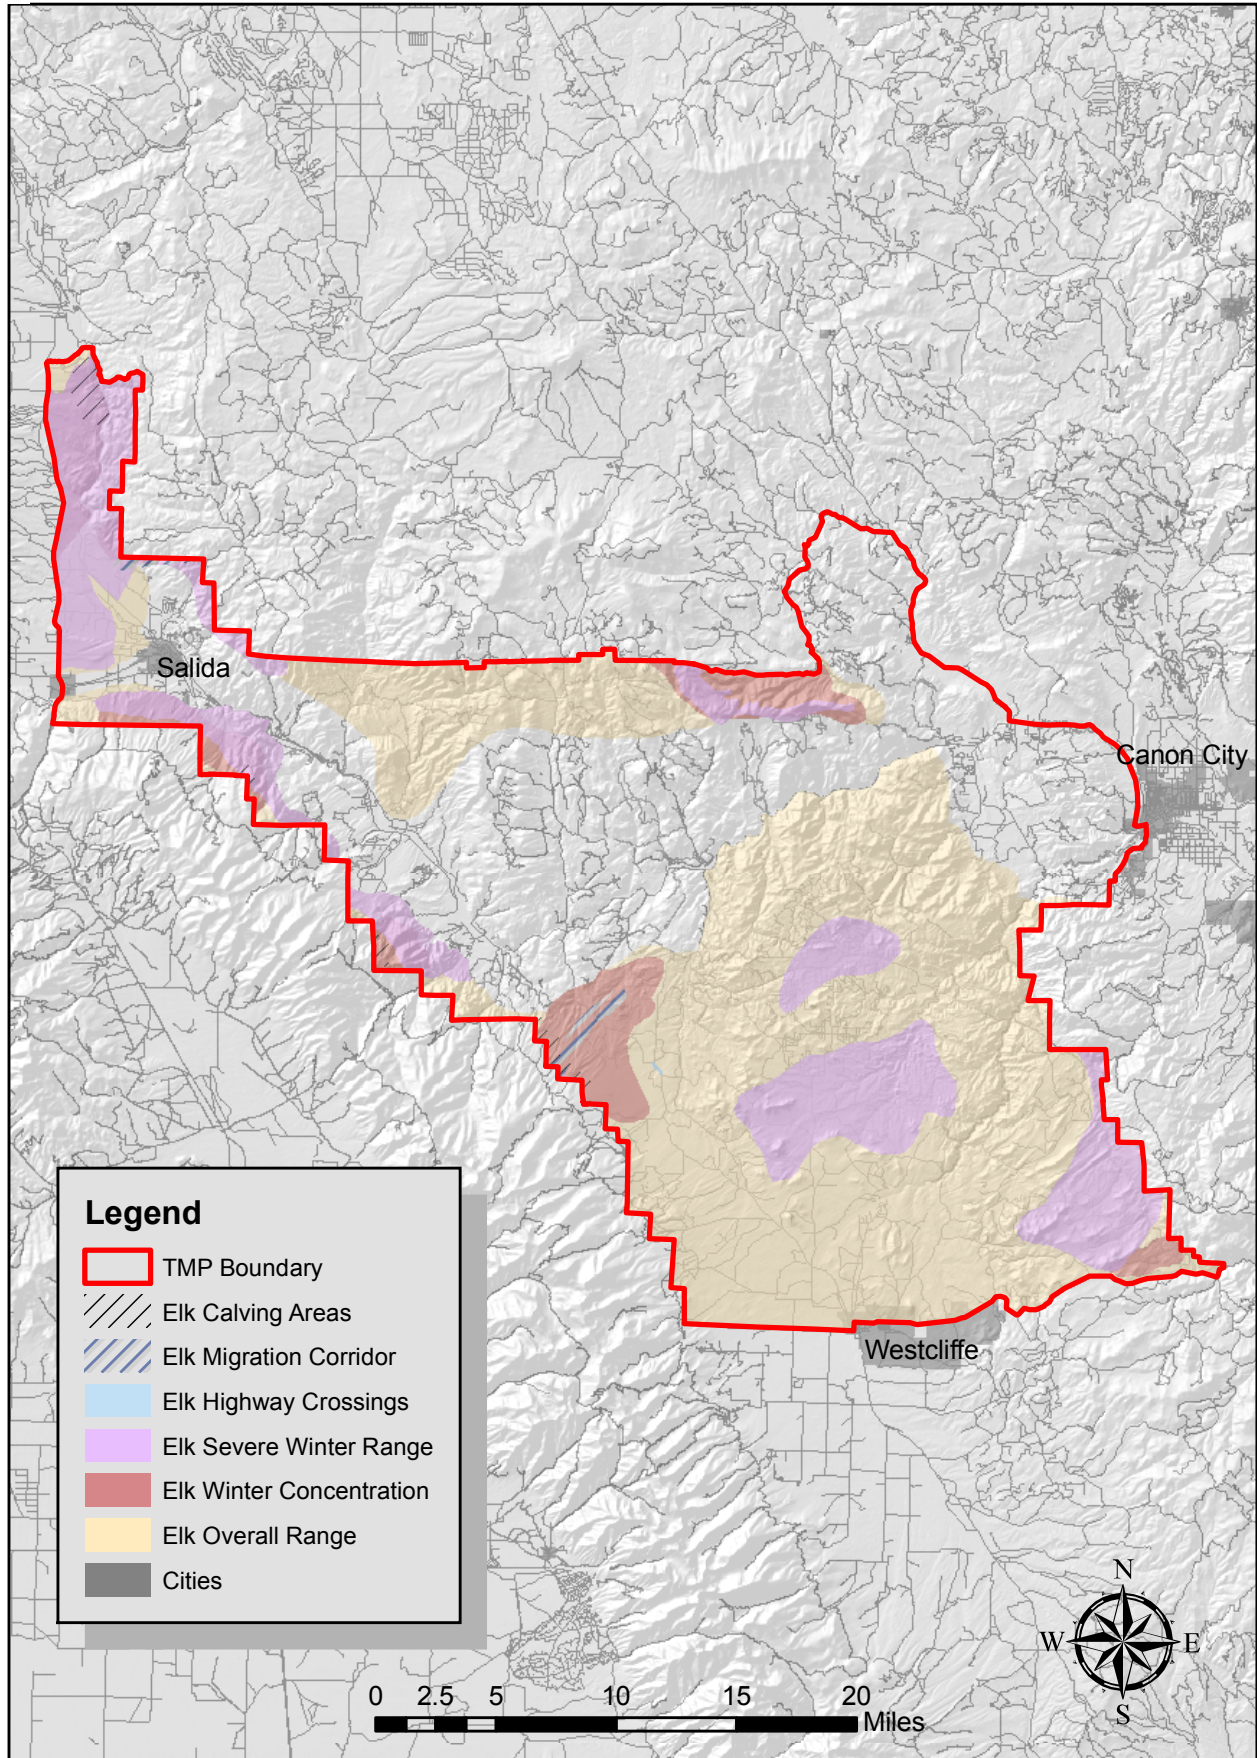 Salida
Canon City
Westcliffe
Legend
TMP Boundary
Elk Calving Areas
Elk Migration Corridor
Elk Highway Crossings
Elk Severe Winter Range
Elk Winter Concentration
Elk Overall Range
Cities
N
W E
S
0 2.5 5 10 15 20
Miles